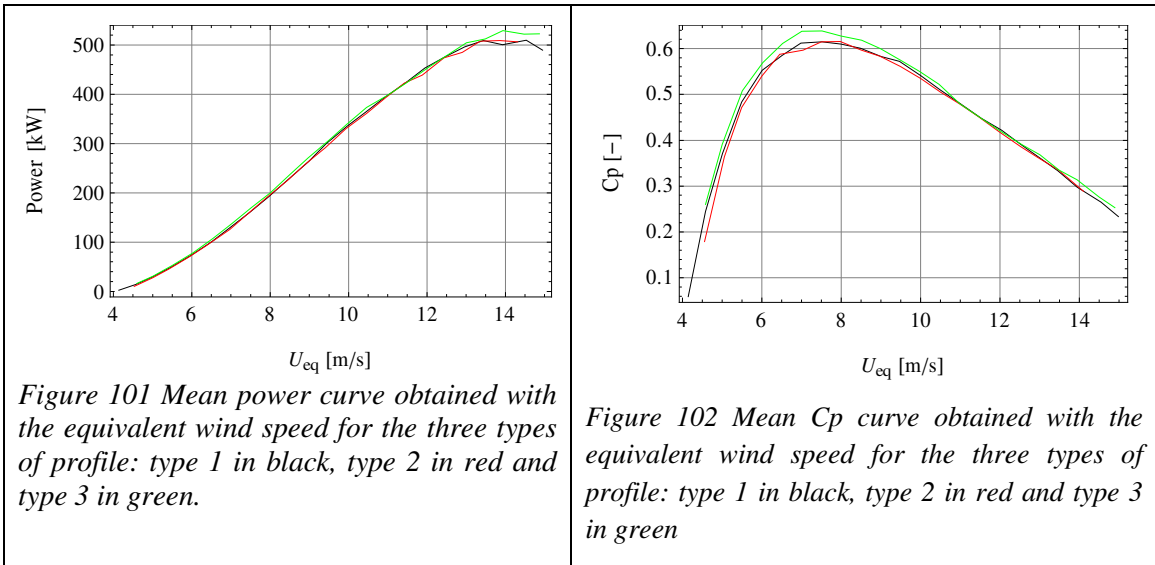 500
400
300
200
100
0
Power [kW]
4 6 8 10 12 14
U_eq [m/s]
Figure 101 Mean power curve obtained with
the equivalent wind speed for the three types
of profile: type 1 in black, type 2 in red and
type 3 in green.
0.6
0.5
0.4
0.3
0.2
0.1
Cp [−]
4 6 8 10 12 14
U_eq [m/s]
Figure 102 Mean Cp curve obtained with the
equivalent wind speed for the three types of
profile: type 1 in black, type 2 in red and type 3
in green